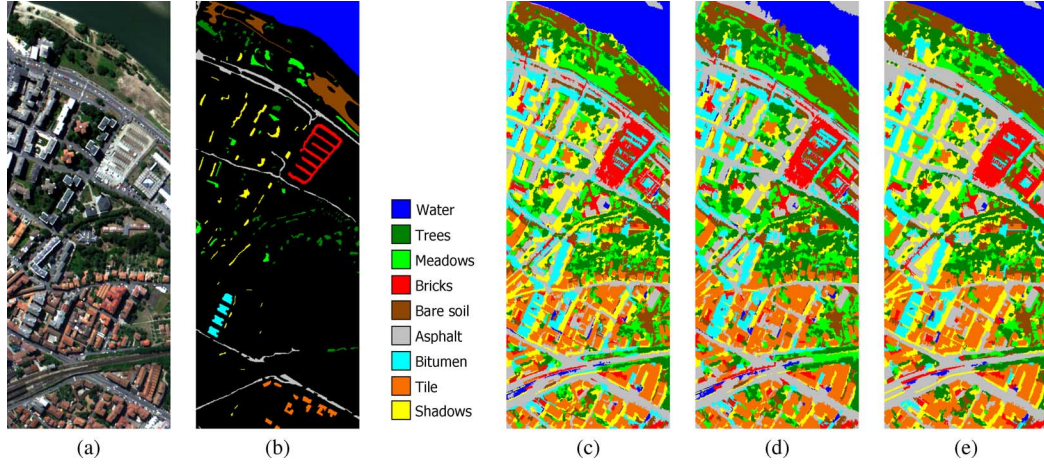 Water
Trees
Meadows
Bricks
Bare soil
Asphalt
Bitumen
Tile
Shadows
(a)
(b)
(c)
(d)
(e)